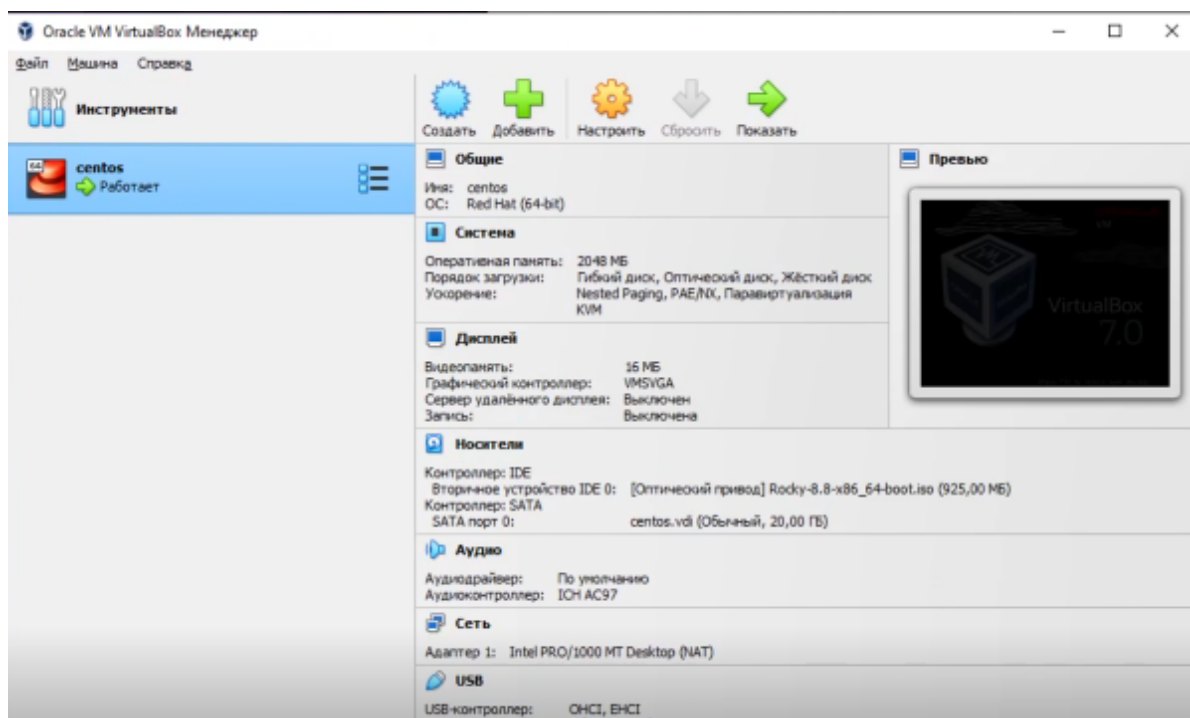 Oracle VM VirtualBox Менеджер
Файл Машина Справка
Инструменты
Создать Добавить Настроить Сбросить Показать
64
centos
Работает
Общие
Имя: centos
ОС: Red Hat (64-bit)
Превью
VM
VirtualBox
7.0
Система
Оперативная память: 2048 МБ
Порядок загрузки: Гибкий диск, Оптический диск, Жёсткий диск
Ускорение: Nested Paging, PAE/NX, Паравиртуализация
KVM
Дисплей
Видеопамять: 16 МБ
Графический контроллер: VMSVGA
Сервер удалённого дисплея: Выключен
Запись: Выключена
Носители
Контроллер: IDE
Вторичное устройство IDE 0: [Оптический привод] Rocky-8.8-x86_64-boot.iso (925,00 МБ)
Контроллер: SATA
SATA порт 0: centos.vdi (Обычный, 20,00 ГБ)
Аудио
Аудиодрайвер: По умолчанию
Аудиоконтроллер: ICH AC97
Сеть
Адаптер 1: Intel PRO/1000 MT Desktop (NAT)
USB
USB-контроллер: OHCI, EHCI